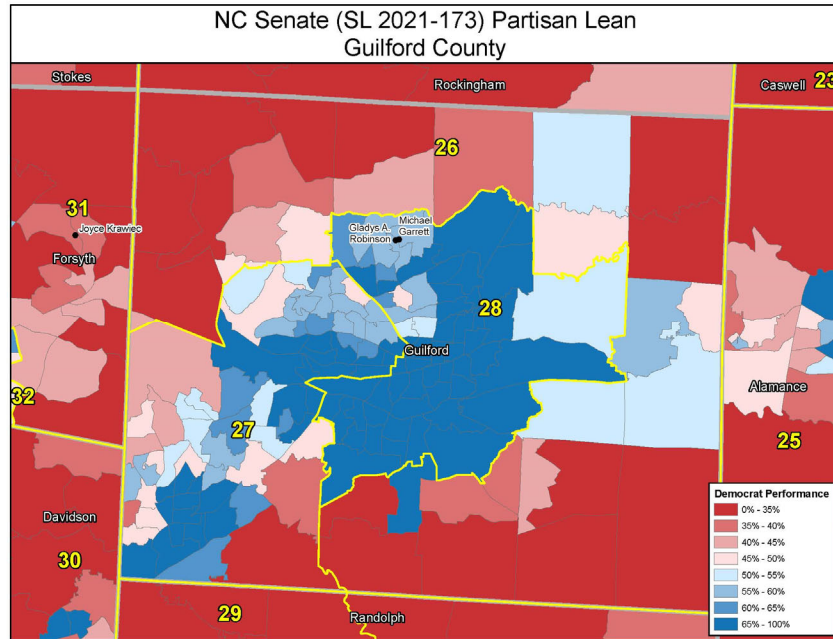 NC Senate (SL 2021-173) Partisan Lean
Guilford County
Stokes
Rockingham
Caswell
23
26
31
Joyce Krawiec
Forsyth
Gladys A.
Robinson
Michael
Garrett
28
Guilford
32
27
Alamance
25
Davidson
30
29
Randolph
Democrat Performance
0% - 35%
35% - 40%
40% - 45%
45% - 50%
50% - 55%
55% - 60%
60% - 65%
65% - 100%